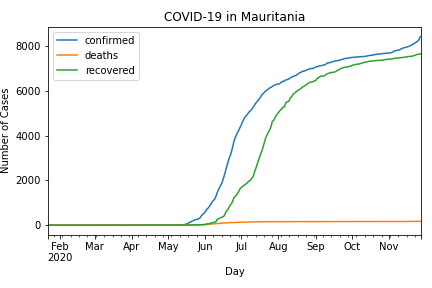 COVID-19 in Mauritania
confirmed
deaths
recovered
Number of Cases
8000
6000
4000
2000
0
Feb Mar Apr May Jun Jul Aug Sep Oct Nov
2020
Day